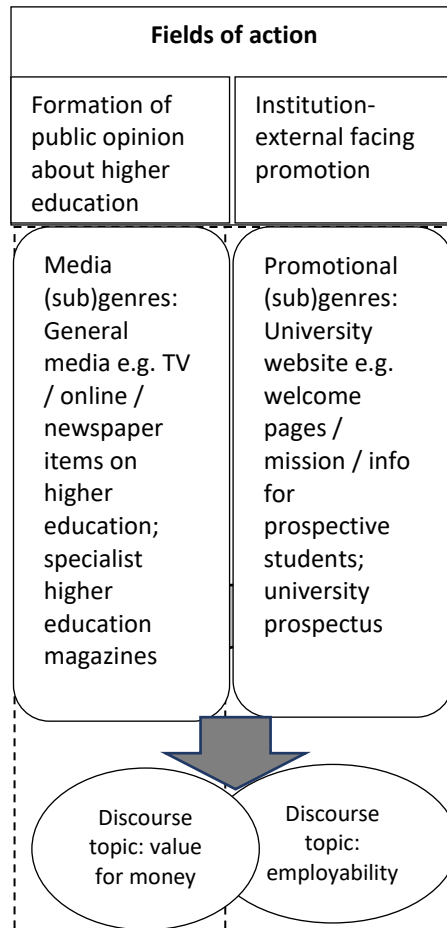 Fields of action
Formation of
public opinion
about higher
education
Institution-
external facing
promotion
Media
(sub)genres:
General
media e.g. TV
/ online /
newspaper
items on
higher
education;
specialist
higher
education
magazines
Promotional
(sub)genres:
University
website e.g.
welcome
pages /
mission / info
for
prospective
students;
university
prospectus
Discourse
topic: value
for money
Discourse
topic:
employability